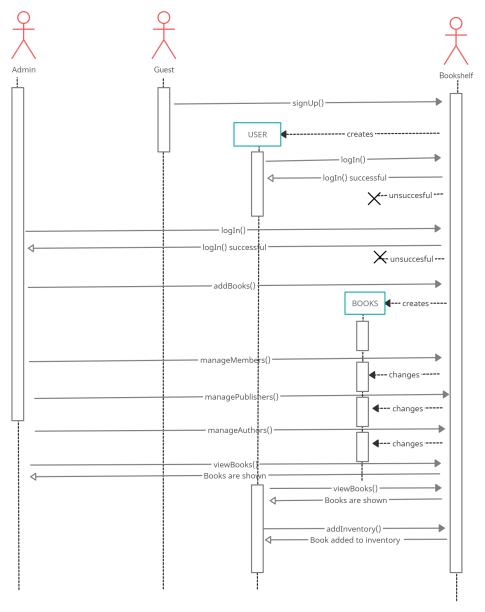 Admin
Guest
Bookshelf
signUp()
USER
creates
logIn()
logIn() successful
unsuccesful
logIn()
logIn() successful
unsuccesful
addBooks()
BOOKS
creates
manageMembers()
changes
managePublishers()
changes
manageAuthors()
changes
viewBooks()
Books are shown
viewBooks()
Books are shown
addInventory()
Book added to inventory